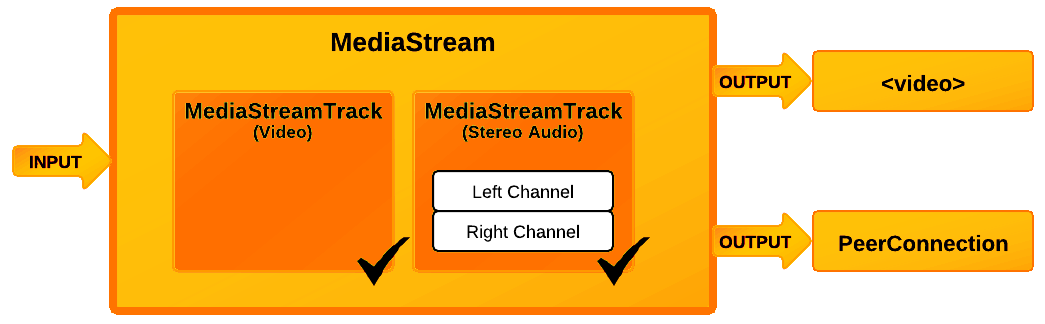 MediaStream
MediaStreamTrack
(Video)
MediaStreamTrack
(Stereo Audio)
Left Channel
Right Channel
INPUT
OUTPUT
<video>
OUTPUT
PeerConnection